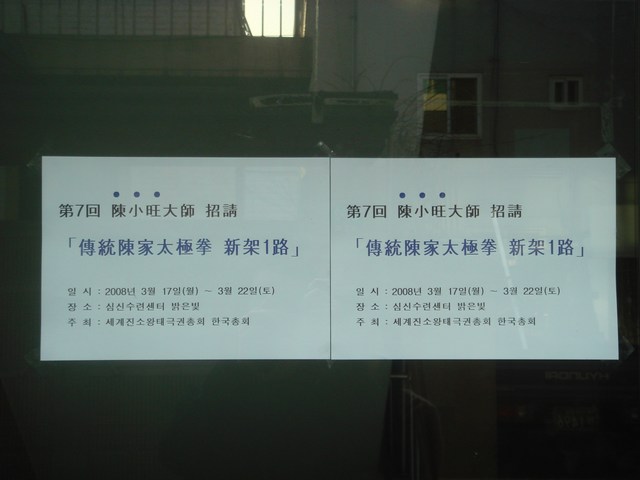 第7回 陳小旺大師 招請
「傳統陳家太極拳 新架1路」
일 시 : 2008년 3월 17일(월) ~ 3월 22일(토)
장 소 : 심신수련센터 밝은빛
주 최 : 세계진소왕태극권총회 한국총회
第7回 陳小旺大師 招請
「傳統陳家太極拳 新架1路」
일 시 : 2008년 3월 17일(월) ~ 3월 22일(토)
장 소 : 심신수련센터 밝은빛
주 최 : 세계진소왕태극권총회 한국총회